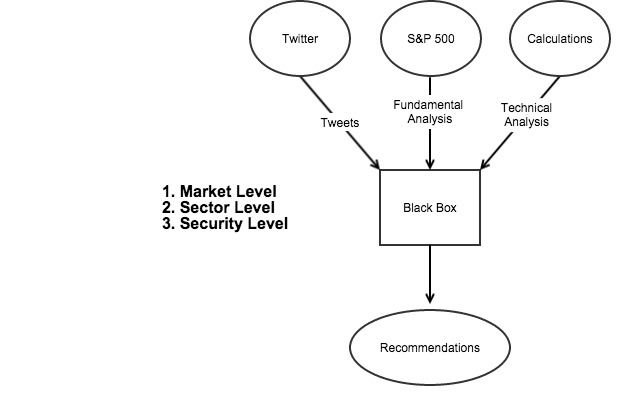 Twitter
S&P 500
Calculations
Tweets
Fundamental
Analysis
Technical
Analysis
1. Market Level
2. Sector Level
3. Security Level
Black Box
Recommendations